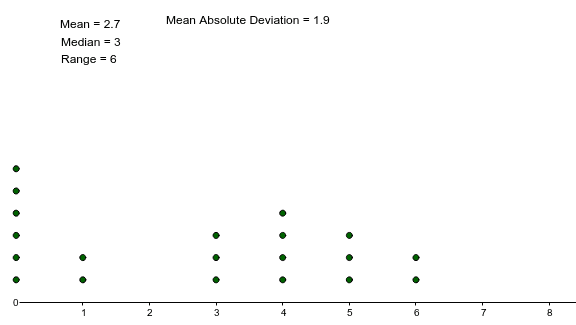 Mean = 2.7
Mean Absolute Deviation = 1.9
Median = 3
Range = 6
0 1 2 3 4 5 6 7 8